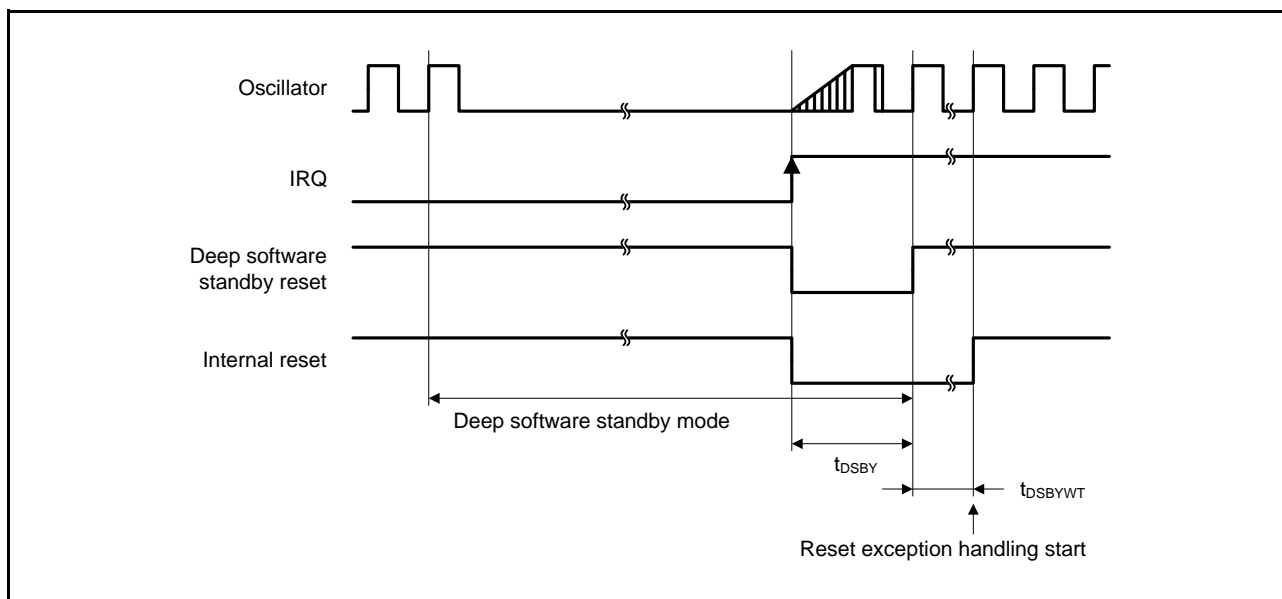 Oscillator
IRQ
Deep software
standby reset
Internal reset
Deep software standby mode
tDSBY
tDSBYWT
Reset exception handling start